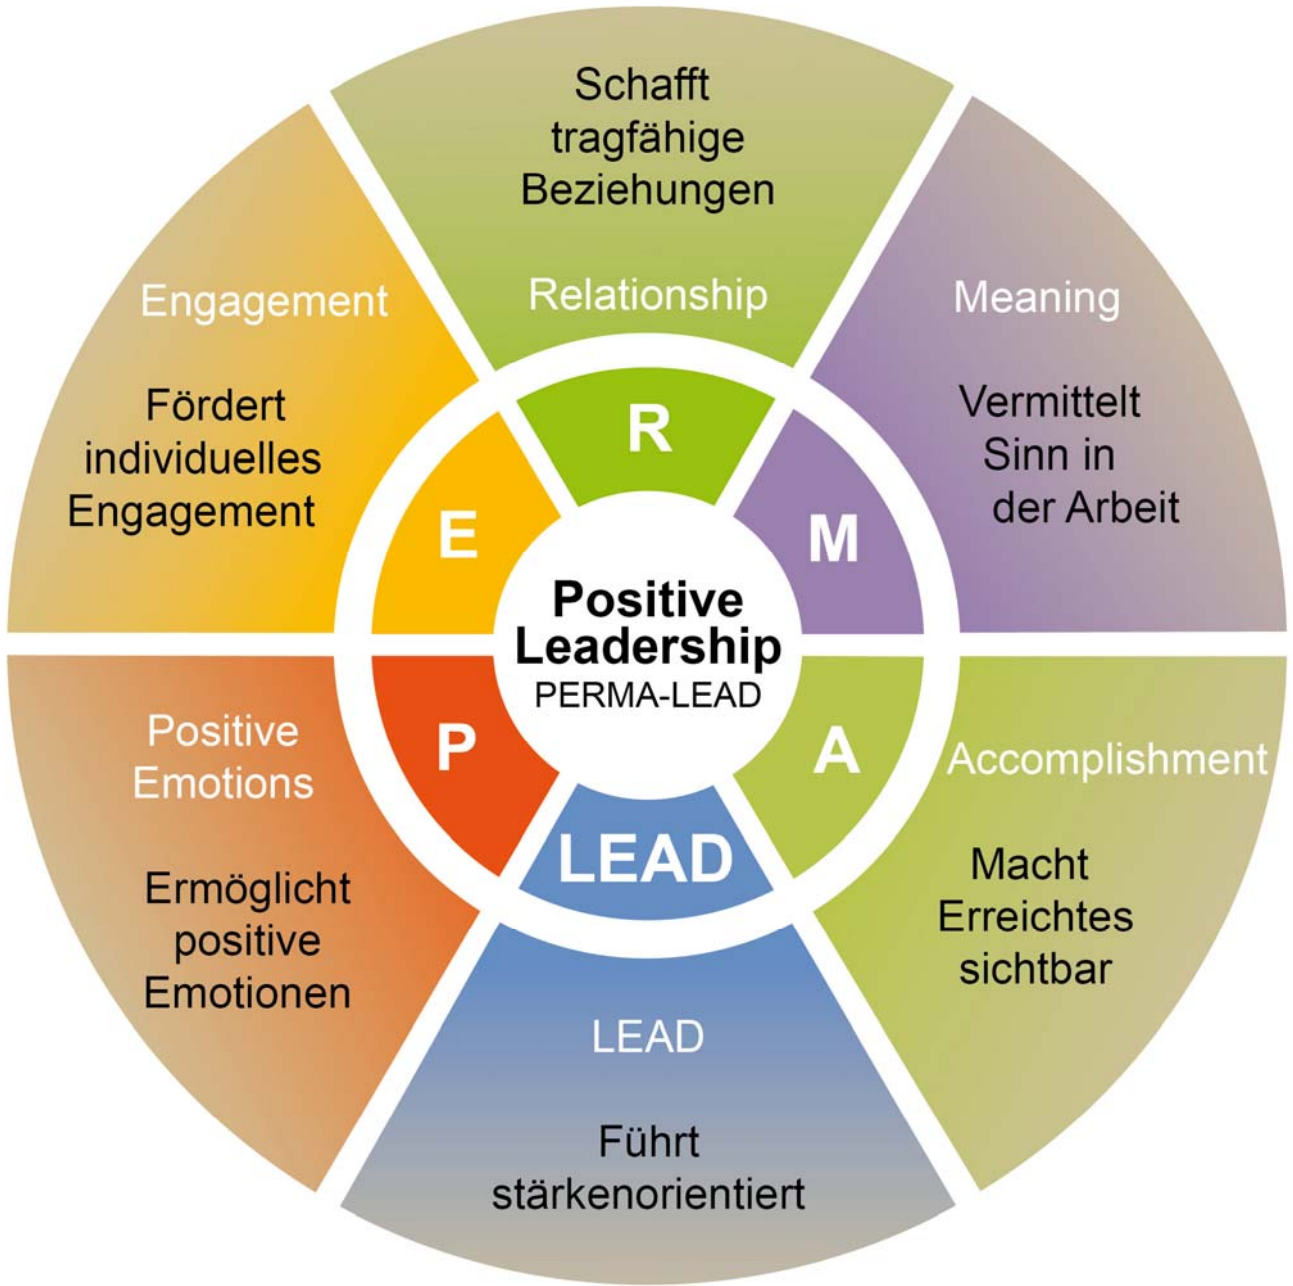 Schafft
tragfähige
Beziehungen
Relationship
Engagement
Fördert
individuelles
Engagement
Meaning
Vermittelt
Sinn in
der Arbeit
R
E
M
Positive
Leadership
PERMA-LEAD
P
A
LEAD
Positive
Emotions
Ermöglicht
positive
Emotionen
Accomplishment
Macht
Erreichtes
sichtbar
LEAD
Führt
stärkenorientiert